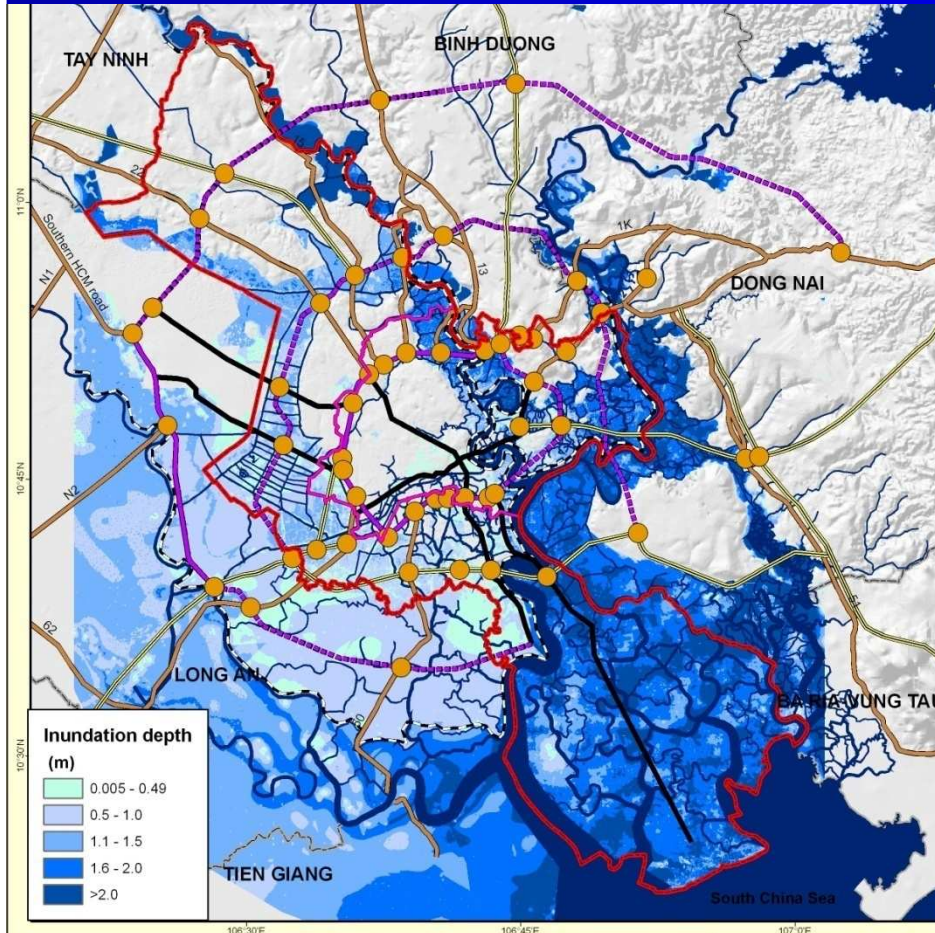 BINH DUONG
TAY NINH
11°0'N
22
15
13
1K
Southern HCM road
N1
DONG NAI
10°45'N
N2
51
62
LONG AN
50
BA RIA VUNG TAU
10°30'N
Inundation depth
(m)
0.005 - 0.49
0.5 - 1.0
1.1 - 1.5
1.6 - 2.0
>2.0
TIEN GIANG
South China Sea
106°30'E
106°45'E
107°0'E